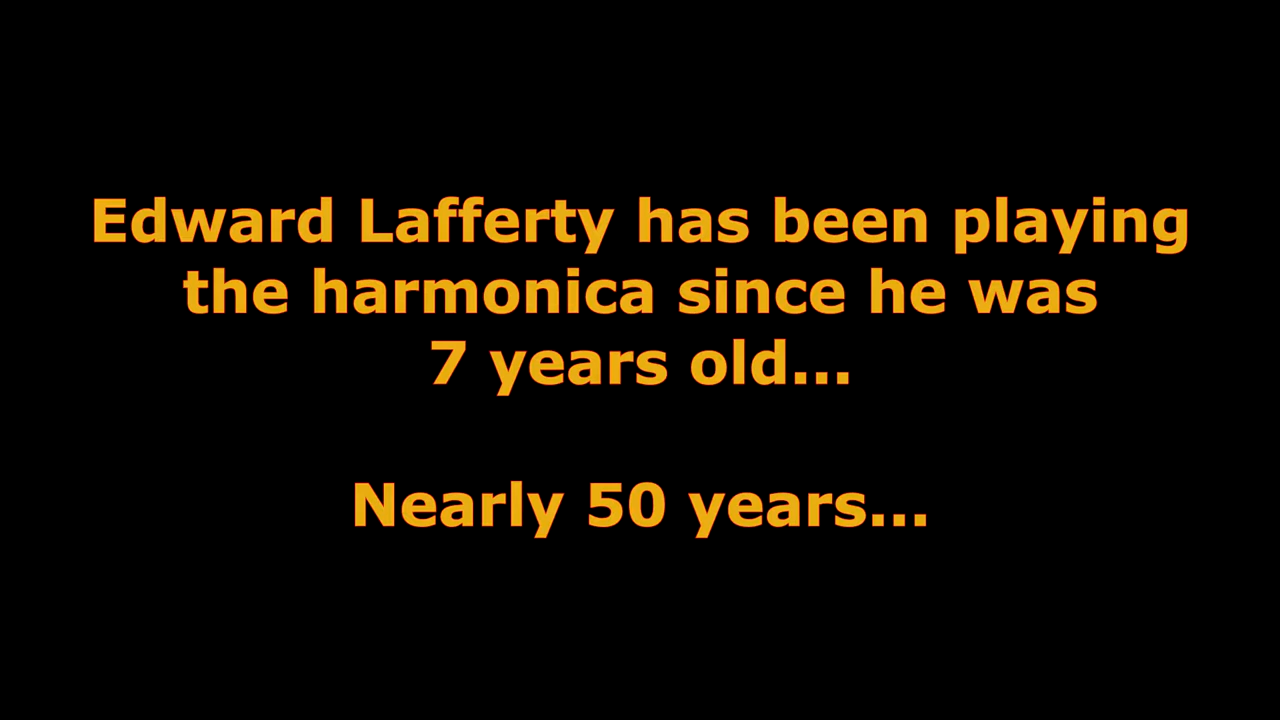 Edward Lafferty has been playing
the harmonica since he was
7 years old...
Nearly 50 years...